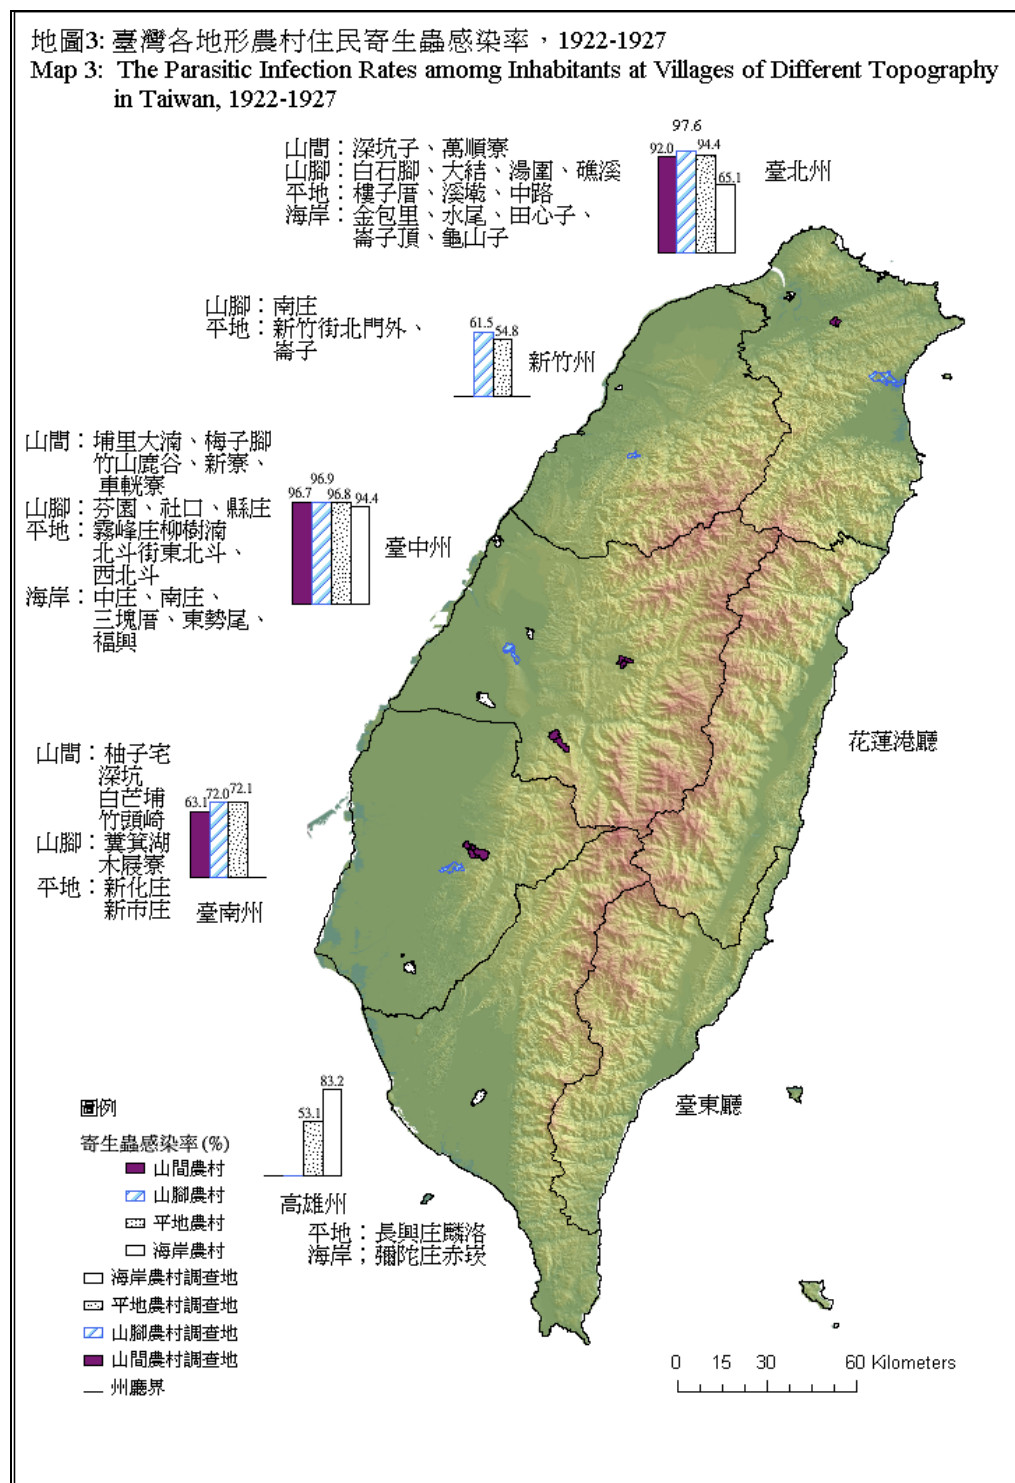 地圖3: 臺灣各地形農村住民寄生蟲感染率，1922-1927
Map 3: The Parasitic Infection Rates amomg Inhabitants at Villages of Different Topography
in Taiwan, 1922-1927
山間：深坑子、萬順寮
山腳：白石腳、大結、湯圍、礁溪
平地：樓子厝、溪墘、中路
海岸：金包里、水尾、田心子、
崙子頂、龜山子
92.0
97.6
94.4
65.1
臺北州
山腳：南庄
平地：新竹街北門外、
崙子
61.5
54.8
新竹州
山間：埔里大湳、梅子腳
竹山鹿谷、新寮、
車輄寮
山腳：芬園、社口、縣庄
平地：霧峰庄柳樹湳
北斗街東北斗、
西北斗
海岸：中庄、南庄、
三塊厝、東勢尾、
福興
96.7
96.9
96.8
94.4
臺中州
山間：柚子宅
深坑
白芒埔
竹頭崎
山腳：糞箕湖
木屐寮
平地：新化庄
新市庄
63.1
72.0
72.1
臺南州
花蓮港廳
臺東廳
53.1
83.2
高雄州
平地：長興庄麟洛
海岸；彌陀庄赤崁
圖例
寄生蟲感染率(%)
山間農村
山腳農村
平地農村
海岸農村
海岸農村調查地
平地農村調查地
山腳農村調查地
山間農村調查地
州廳界
0 15 30 60 Kilometers